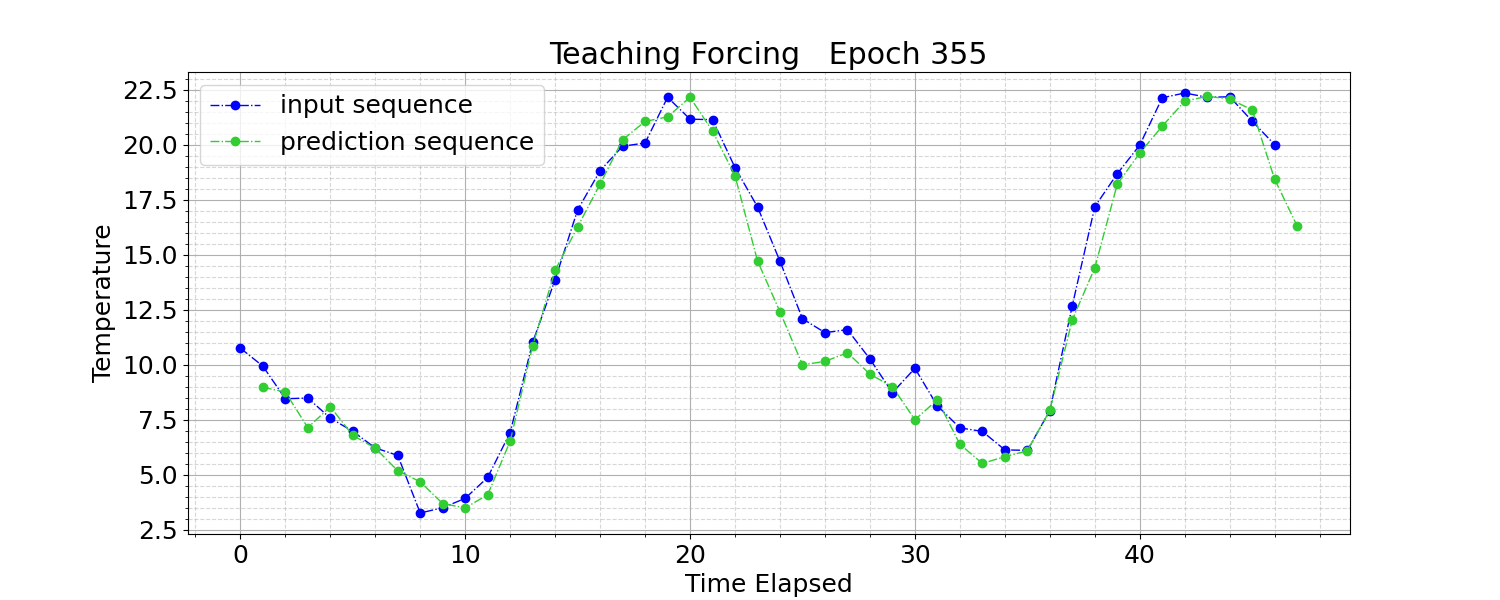 Teaching Forcing   Epoch 355
input sequence
prediction sequence
22.5
20.0
17.5
15.0
12.5
10.0
7.5
5.0
2.5
Temperature
0 10 20 30 40
Time Elapsed